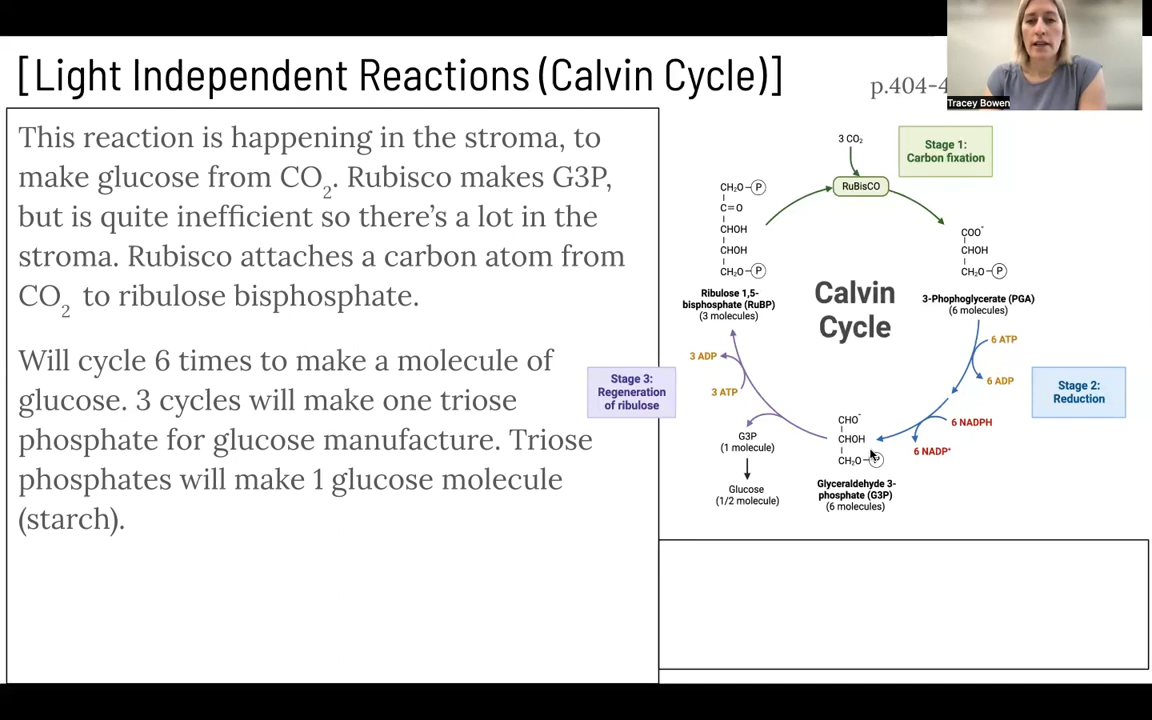 [Light Independent Reactions (Calvin Cycle)]
p.404-4
Tracey Bowen
This reaction is happening in the stroma, to
make glucose from CO₂. Rubisco makes G3P,
but is quite inefficient so there's a lot in the
stroma. Rubisco attaches a carbon atom from
CO₂ to ribulose bisphosphate.
Will cycle 6 times to make a molecule of
glucose. 3 cycles will make one triose
phosphate for glucose manufacture. Triose
phosphates will make 1 glucose molecule
(starch).
3 CO₂
Stage 1:
Carbon fixation
RuBisCO
CH₂O-P
C=O
CHOH
CHOH
CH₂O-P
Ribulose 1,5-
bisphosphate (RuBP)
(3 molecules)
COO⁻
CHOH
CH₂O-P
3-Phophoglycerate (PGA)
(6 molecules)
Calvin
Cycle
6 ATP
6 ADP
Stage 2:
Reduction
6 NADPH
6 NADP⁺
CHO⁻
CHOH
CH₂O-P
Glyceraldehyde 3-
phosphate (G3P)
(6 molecules)
G3P
(1 molecule)
Glucose
(1/2 molecule)
3 ADP
3 ATP
Stage 3:
Regeneration
of ribulose